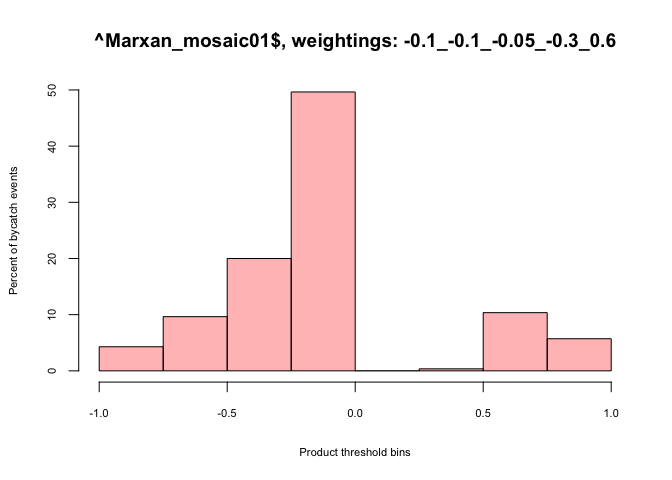 ^Marxan_mosaic01$, weightings: -0.1_-0.1_-0.05_-0.3_0.6
50
40
30
20
10
0
Percent of bycatch events
-1.0 -0.5 0.0 0.5 1.0
Product threshold bins